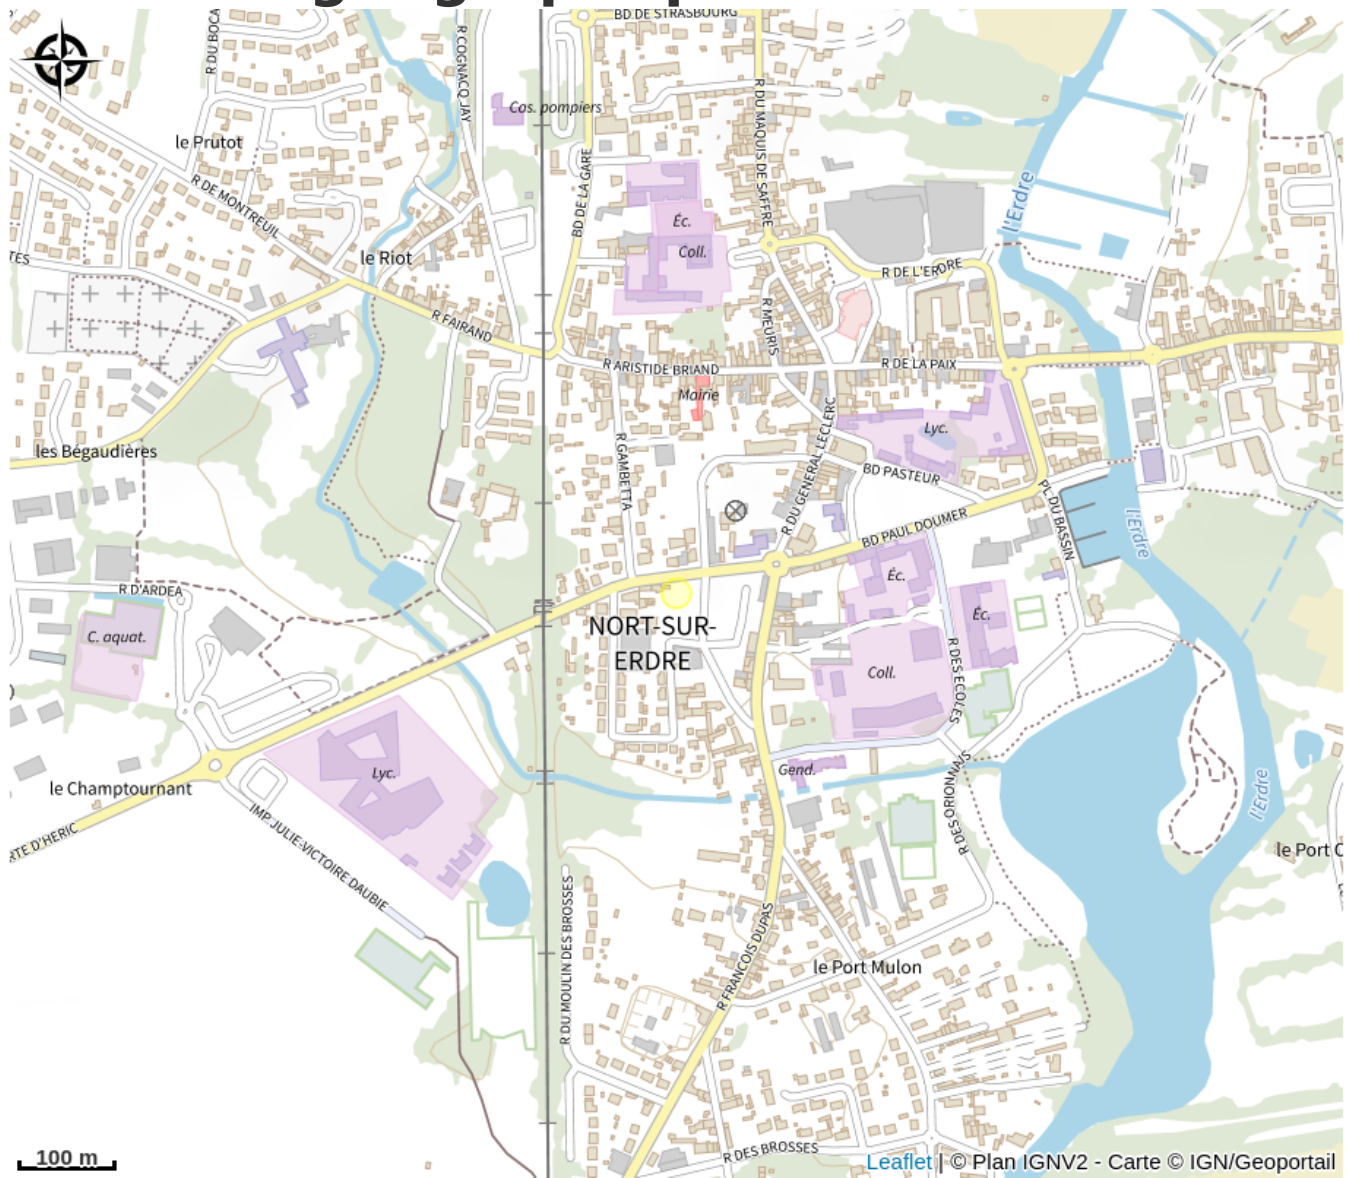 BD DE STRASBOURG
R DU BOCA
R COGNACQ JAY
Cas. pompiers
R DU MAQUIS DE SAFFRE
le Prutot
BD DE LA GARE
R DE MONTREUIL
l'Erdre
Éc.
Coll.
le Riot
TES
R DE L'ERDRE
R FAIRAND
R MEURIS
R ARISTIDE BRIAND
R DE LA PAIX
Mairie
Lyc.
R GAMBETTA
R DU GENERAL LECLERC
les Bégaudières
BD PASTEUR
BD PAUL DOUMER
PL DU BASSIN
l'Erdre
R D'ARDEA
Éc.
Éc.
C. aquat.
NORT-SUR-
ERDRE
R DES ECOLES
Coll.
Lyc.
Gend.
le Champtournant
R DES ORIONNAIS
l'Erdre
IMP. JULIE-VICTOIRE DAUBIE
RTE D'HERIC
le Port C
R DU MOULIN DES BROSSES
R FRANCOIS DUPAS
le Port Mulon
R DES BROSSES
100 m
Leaflet | © Plan IGNV2 - Carte © IGN/Geoportail